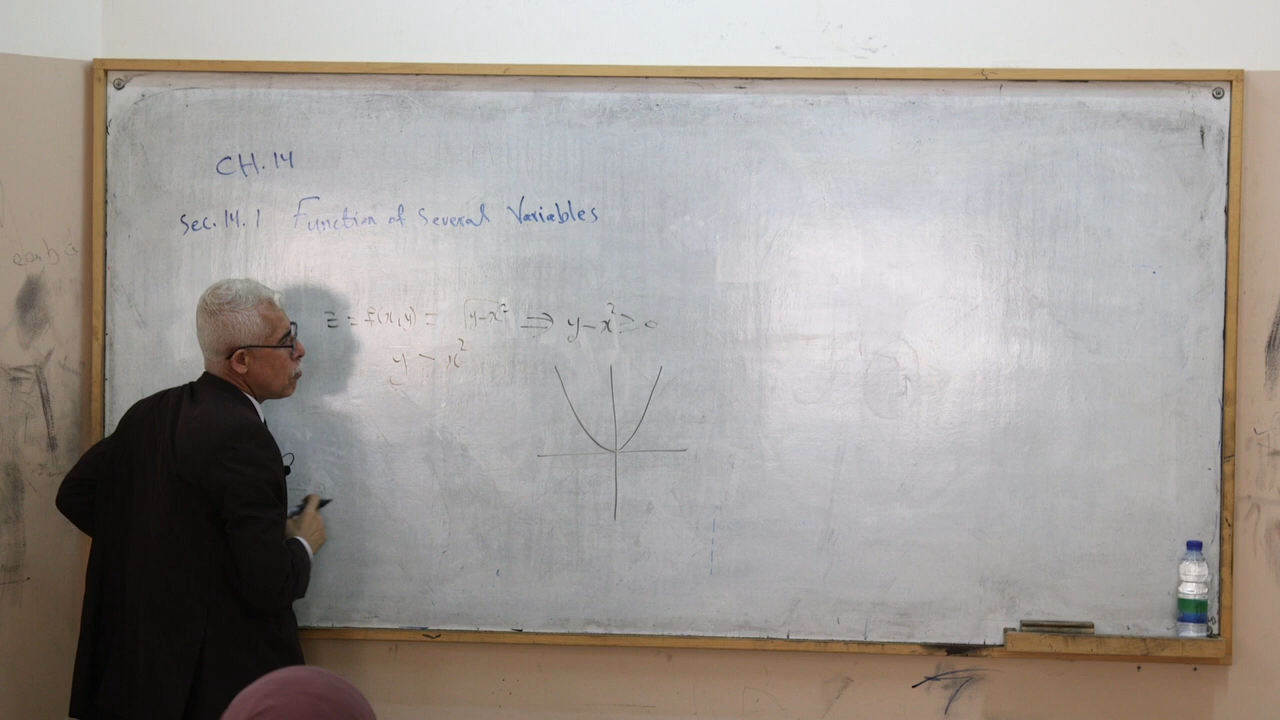 CH.14
Sec.14.1 Function of Several Variables
z = f(x,y) = √y-x² ⇒ y-x² ≥ 0
y > x²